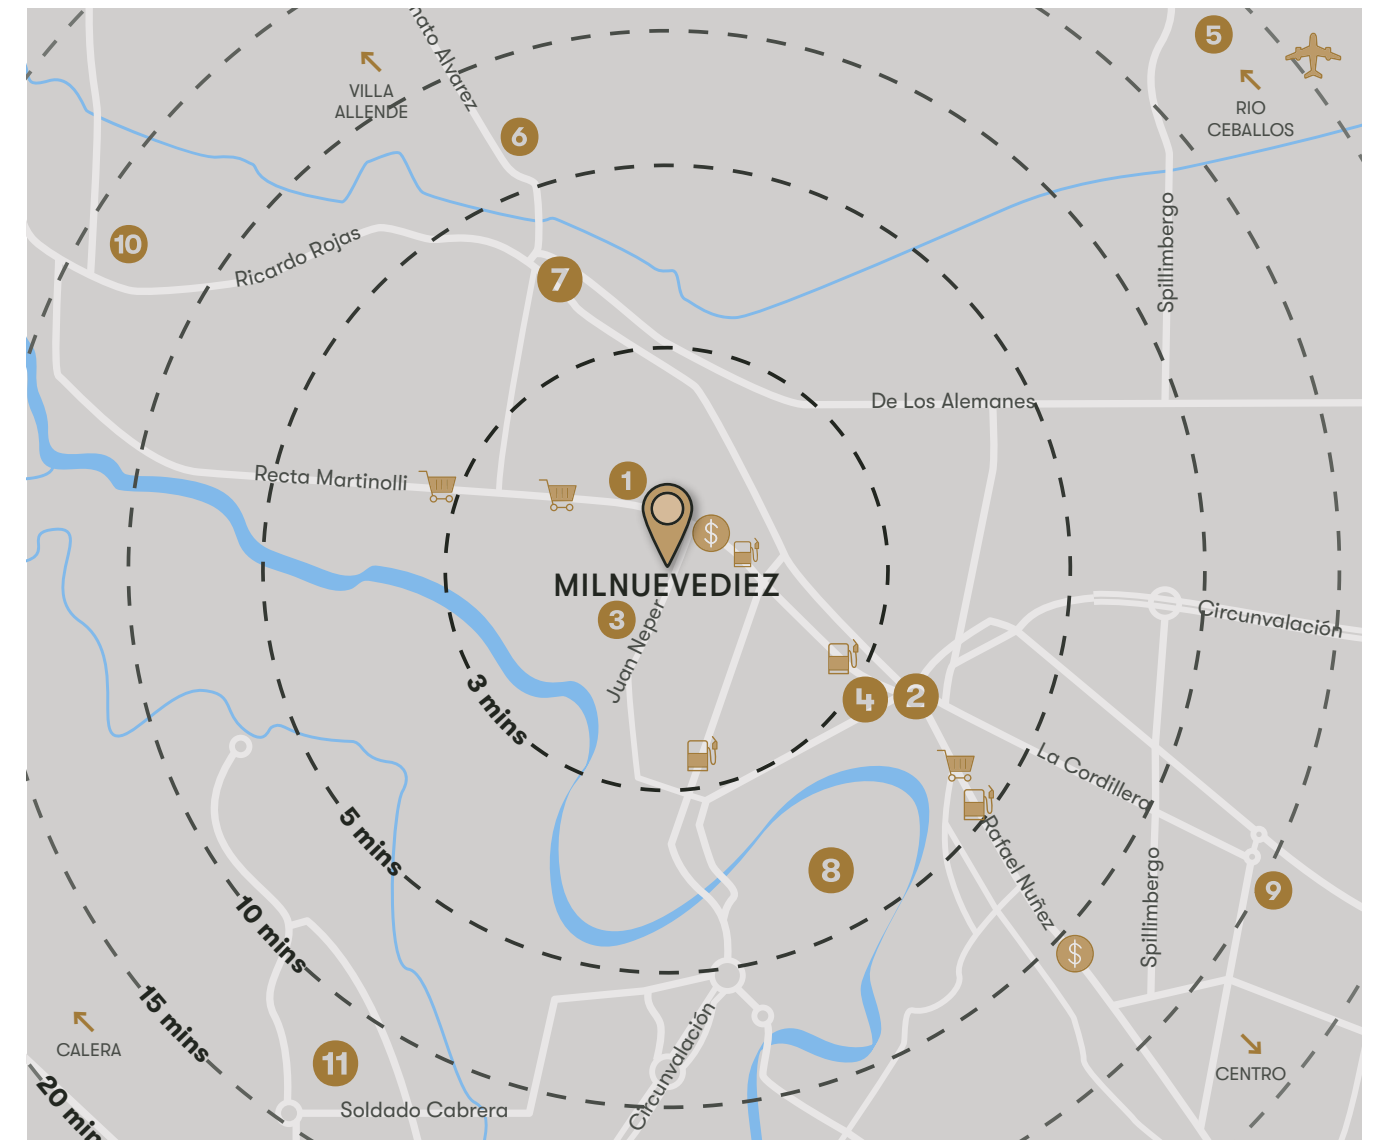 nato Alvarez
5
VILLA
ALLENDE
RIO
CEBALLOS
6
10
Ricardo Rojas
7
Spillimbergo
De Los Alemanes
Recta Martinolli
1
$
MILNUEVEDIEZ
3
Juan Neper
Circunvalación
4
2
3 mins
La Cordillera
5 mins
Rafael Nuñez
8
9
Spillimbergo
10 mins
$
15 mins
CALERA
11
Circunvalación
CENTRO
20 min
Soldado Cabrera